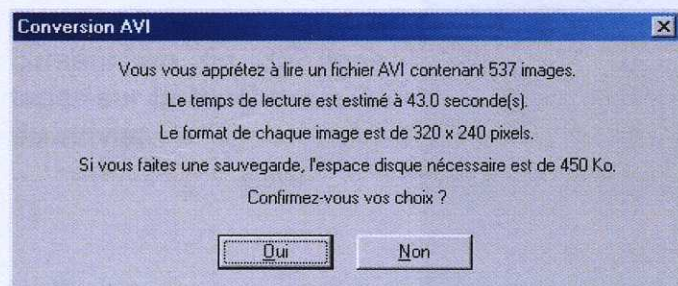 Conversion AVI
Vous vous apprétez à lire un fichier AVI contenant 537 images.
Le temps de lecture est estimé à 43.0 seconde(s).
Le format de chaque image est de 320 x 240 pixels.
Si vous faites une sauvegarde, l'espace disque nécessaire est de 450 Ko.
Confirmez-vous vos choix ?
Oui Non